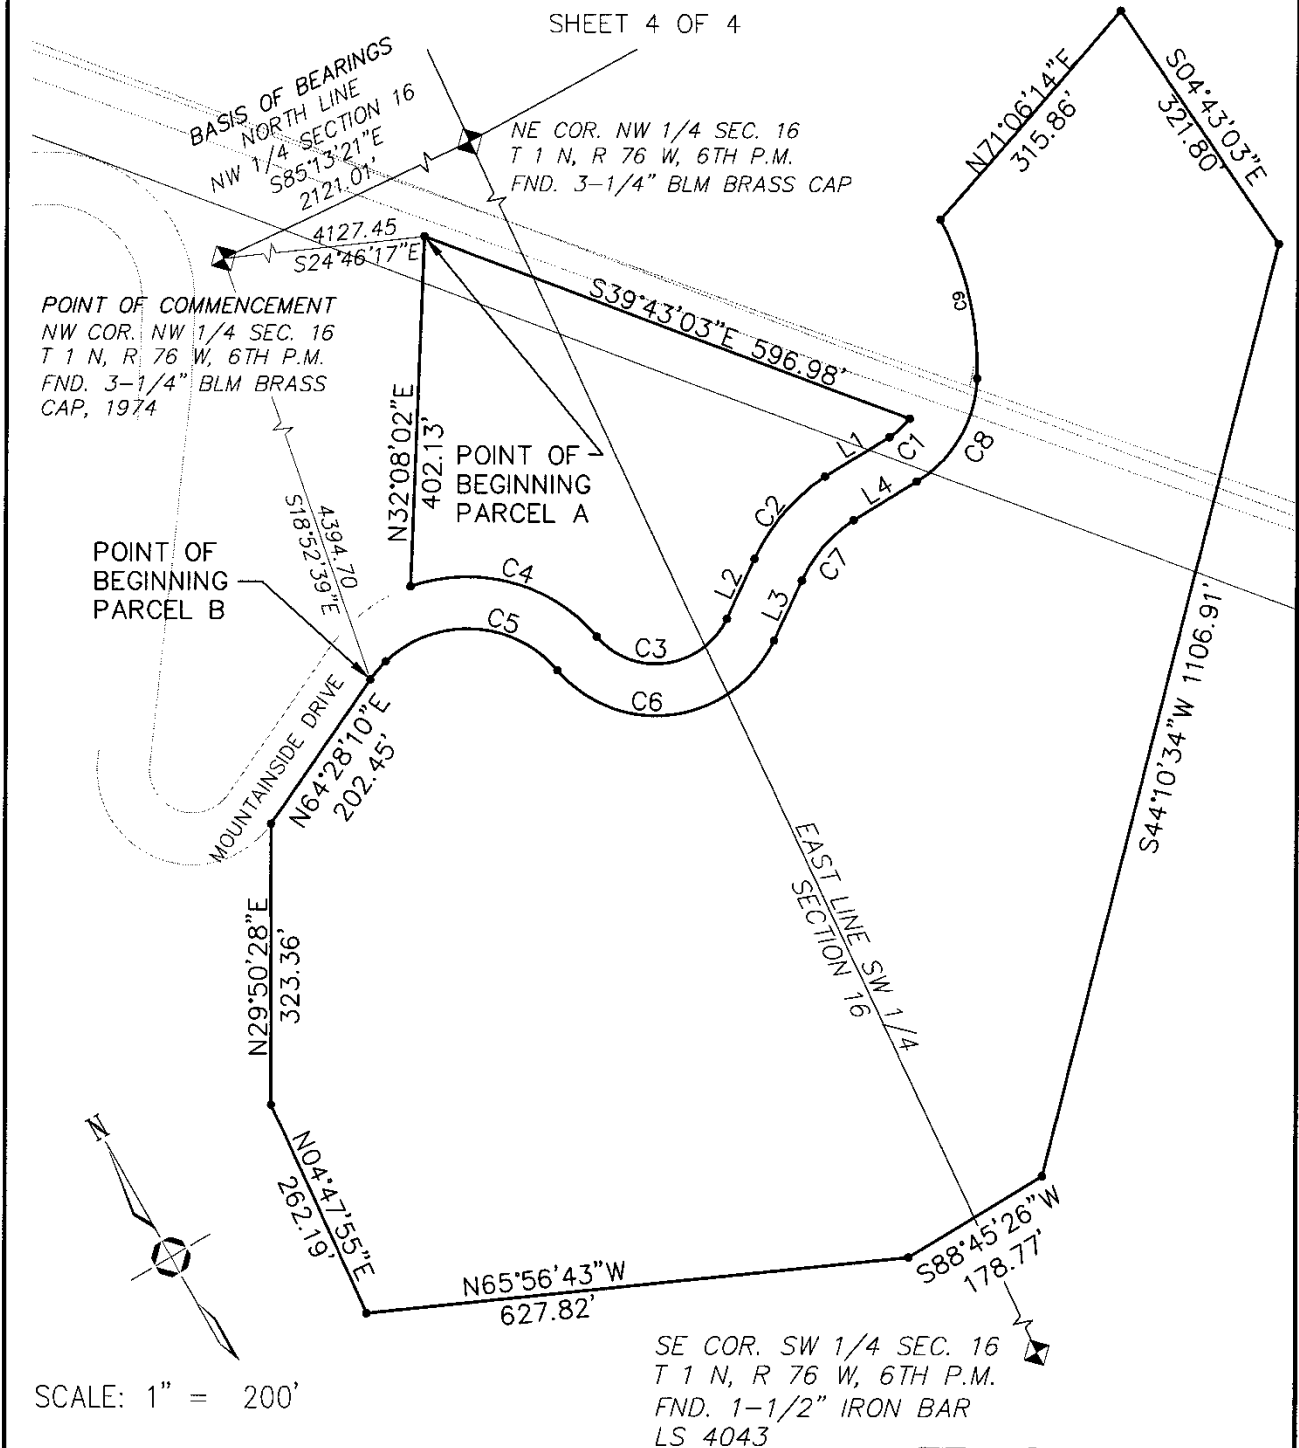 SHEET 4 OF 4
BASIS OF BEARINGS
NORTH LINE
NW 1/4 SECTION 16
S85°13'21"E
2121.01'
NE COR. NW 1/4 SEC. 16
T 1 N, R 76 W, 6TH P.M.
FND. 3-1/4" BLM BRASS CAP
N71°06'14"E
315.86'
S04°43'03"E
321.80'
4127.45
S24°46'17"E
POINT OF COMMENCEMENT
NW COR. NW 1/4 SEC. 16
T 1 N, R 76 W, 6TH P.M.
FND. 3-1/4" BLM BRASS
CAP, 1974
S39°43'03"E 596.98'
C9
N32°08'02"E
402.13'
POINT OF
BEGINNING
PARCEL A
L1
C1
C8
L4
C2
C7
4394.70
S18°52'39"E
POINT OF
BEGINNING
PARCEL B
C4
C5
L2
L3
C3
C6
S44°10'34"W 1106.91'
MOUNTAINSIDE DRIVE
N64°28'10"E
202.45'
EAST LINE SW 1/4
SECTION 16
N29°50'28"E
323.36'
N
N04°47'55"E
262.19'
N65°56'43"W
627.82'
S88°45'26"W
178.77'
SE COR. SW 1/4 SEC. 16
T 1 N, R 76 W, 6TH P.M.
FND. 1-1/2" IRON BAR
LS 4043
SCALE: 1" = 200'